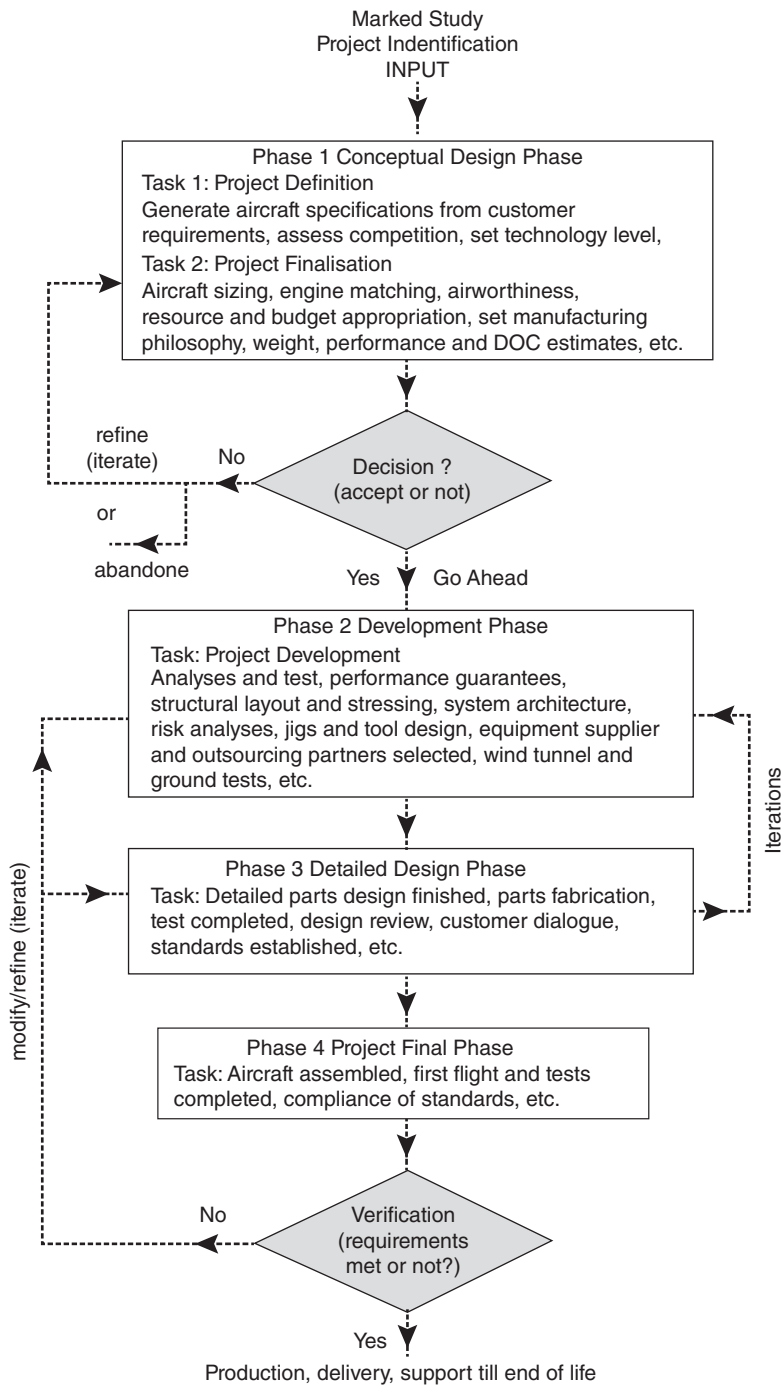 Marked Study
Project Indentification
INPUT
Phase 1 Conceptual Design Phase
Task 1: Project Definition
Generate aircraft specifications from customer
requirements, assess competition, set technology level,
Task 2: Project Finalisation
Aircraft sizing, engine matching, airworthiness,
resource and budget appropriation, set manufacturing
philosophy, weight, performance and DOC estimates, etc.
refine
(iterate)
No
or
abandone
Decision ?
(accept or not)
Yes
Go Ahead
Phase 2 Development Phase
Task: Project Development
Analyses and test, performance guarantees,
structural layout and stressing, system architecture,
risk analyses, jigs and tool design, equipment supplier
and outsourcing partners selected, wind tunnel and
ground tests, etc.
Iterations
Phase 3 Detailed Design Phase
Task: Detailed parts design finished, parts fabrication,
test completed, design review, customer dialogue,
standards established, etc.
modify/refine (iterate)
Phase 4 Project Final Phase
Task: Aircraft assembled, first flight and tests
completed, compliance of standards, etc.
No
Verification
(requirements
met or not?)
Yes
Production, delivery, support till end of life